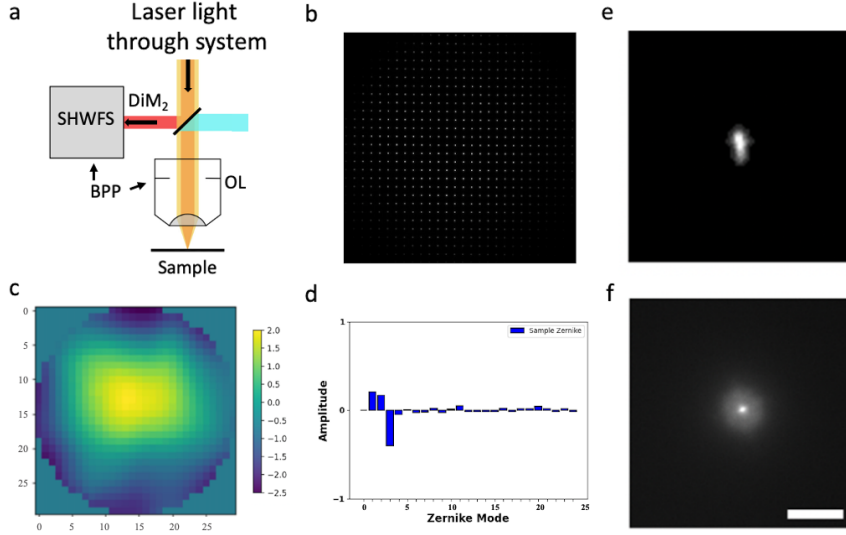 a
Laser light
through system
SHWFS
DiM2
BPP
OL
Sample
b
e
c
0
5
10
15
20
25
0
5
10
15
20
25
2.0
1.5
1.0
0.5
0.0
−0.5
−1.0
−1.5
−2.0
−2.5
d
Sample Zernike
1
0
−1
Amplitude
0
5
10
15
20
25
Zernike Mode
f